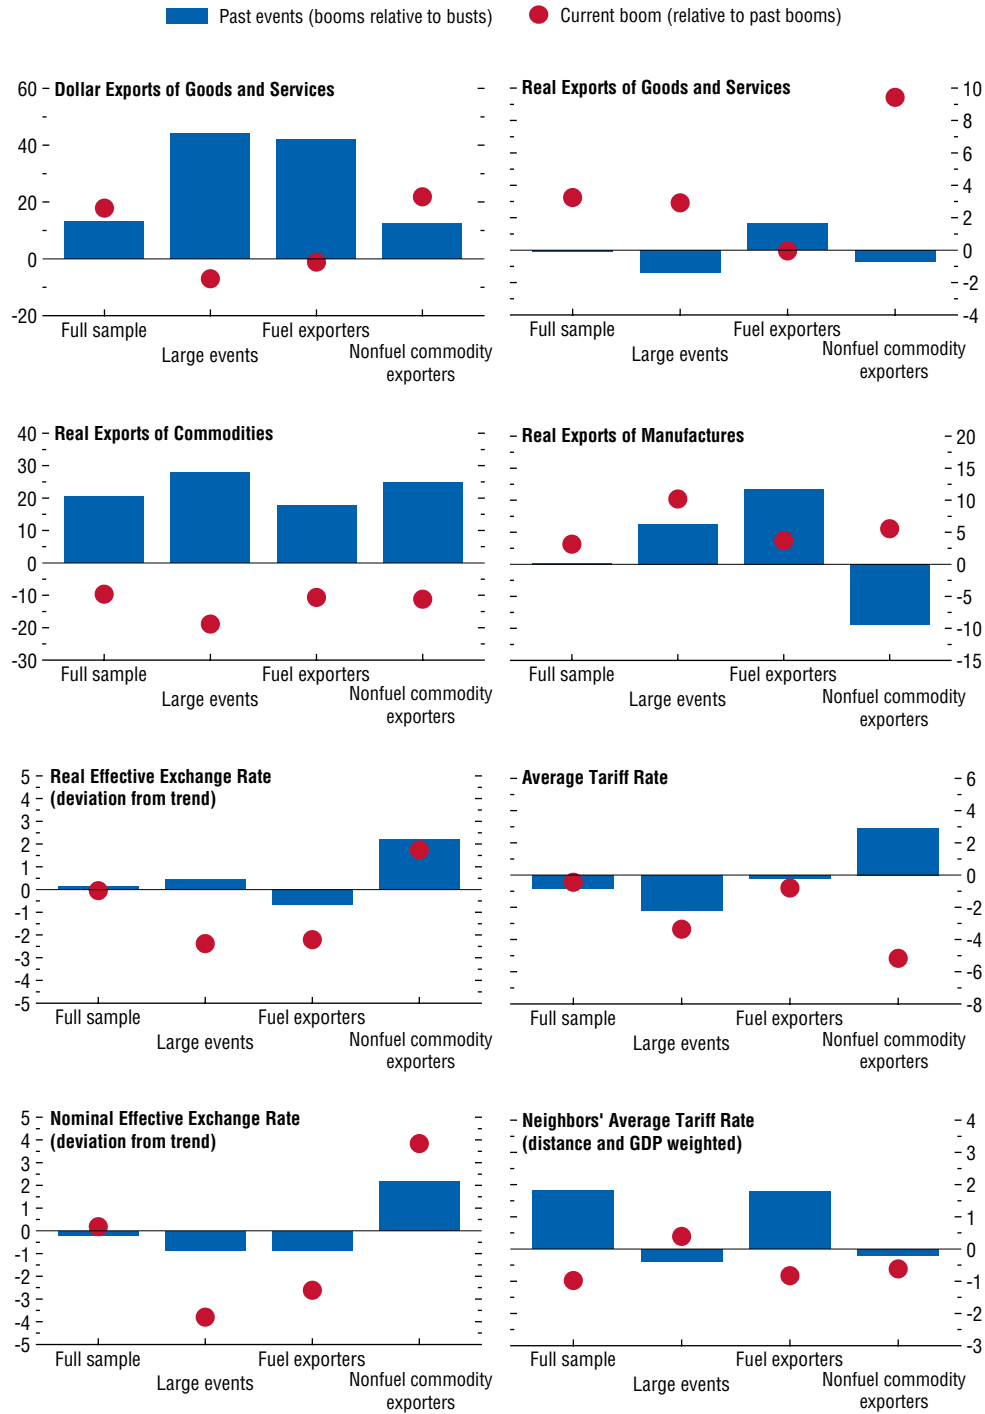 Past events (booms relative to busts)
Current boom (relative to past booms)
Dollar Exports of Goods and Services
60
40
20
0
-20
Full sample
Large events
Fuel exporters
Nonfuel commodity
exporters
Real Exports of Goods and Services
10
8
6
4
2
0
-2
-4
Full sample
Large events
Fuel exporters
Nonfuel commodity
exporters
Real Exports of Commodities
40
30
20
10
0
-10
-20
-30
Full sample
Large events
Fuel exporters
Nonfuel commodity
exporters
Real Exports of Manufactures
20
15
10
5
0
-5
-10
-15
Full sample
Large events
Fuel exporters
Nonfuel commodity
exporters
Real Effective Exchange Rate
(deviation from trend)
5
4
3
2
1
0
-1
-2
-3
-4
-5
Full sample
Large events
Fuel exporters
Nonfuel commodity
exporters
Average Tariff Rate
6
4
2
0
-2
-4
-6
-8
Full sample
Large events
Fuel exporters
Nonfuel commodity
exporters
Nominal Effective Exchange Rate
(deviation from trend)
5
4
3
2
1
0
-1
-2
-3
-4
-5
Full sample
Large events
Fuel exporters
Nonfuel commodity
exporters
Neighbors' Average Tariff Rate
(distance and GDP weighted)
4
3
2
1
0
-1
-2
-3
Full sample
Large events
Fuel exporters
Nonfuel commodity
exporters